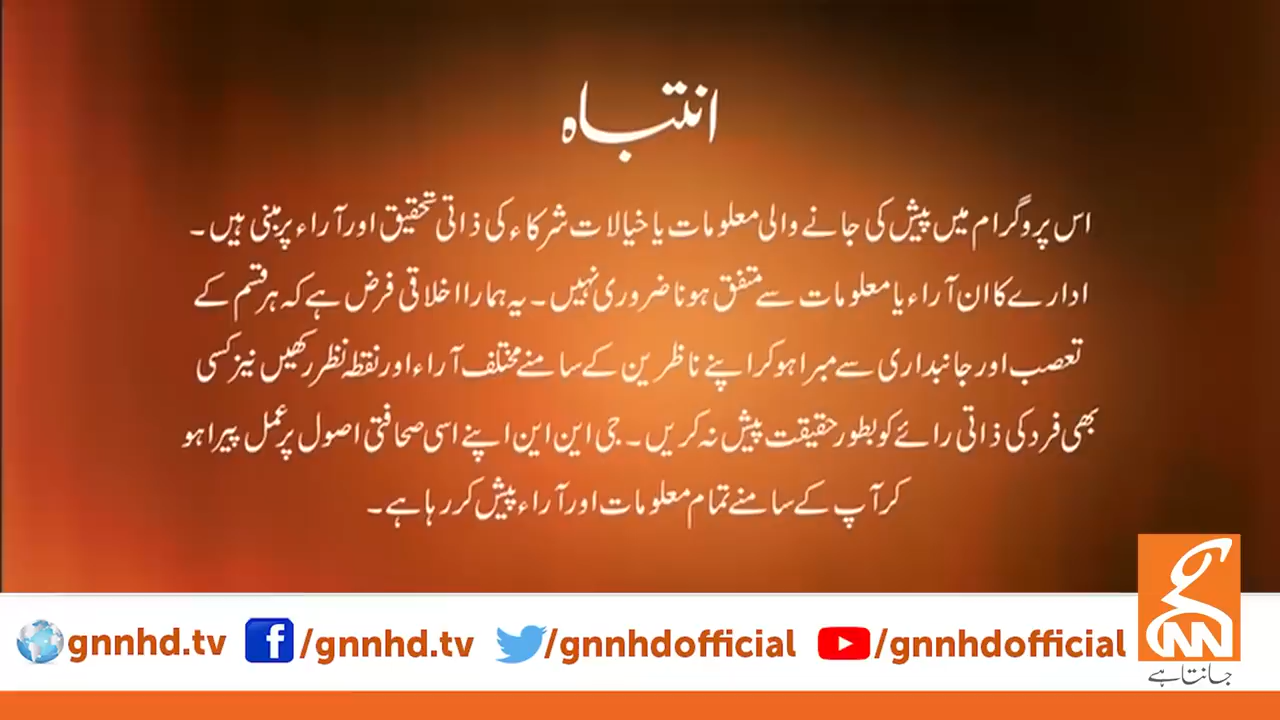 انتباہ
اس پروگرام میں پیش کی جانے والی معلومات یا خیالات شرکاء کی ذاتی تحقیق اور آراء پر مبنی ہیں۔
ادارے کا ان آراء یا معلومات سے متفق ہونا ضروری نہیں۔ یہ ہمارا اخلاقی فرض ہے کہ ہر قسم کے
تعصب اور جانبداری سے مبرا ہو کر اپنے ناظرین کے سامنے مختلف آراء اور نقطہ نظر رکھیں نیز کسی
بھی فرد کی ذاتی رائے کو بطور حقیقت پیش نہ کریں۔ جی این این اپنے اسی صحافتی اصول پر عمل پیرا ہو
کر آپ کے سامنے تمام معلومات اور آراء پیش کر رہا ہے۔
gnnhd.tv /gnnhd.tv /gnnhdofficial /gnnhdofficial
GNN
جانتا ہے